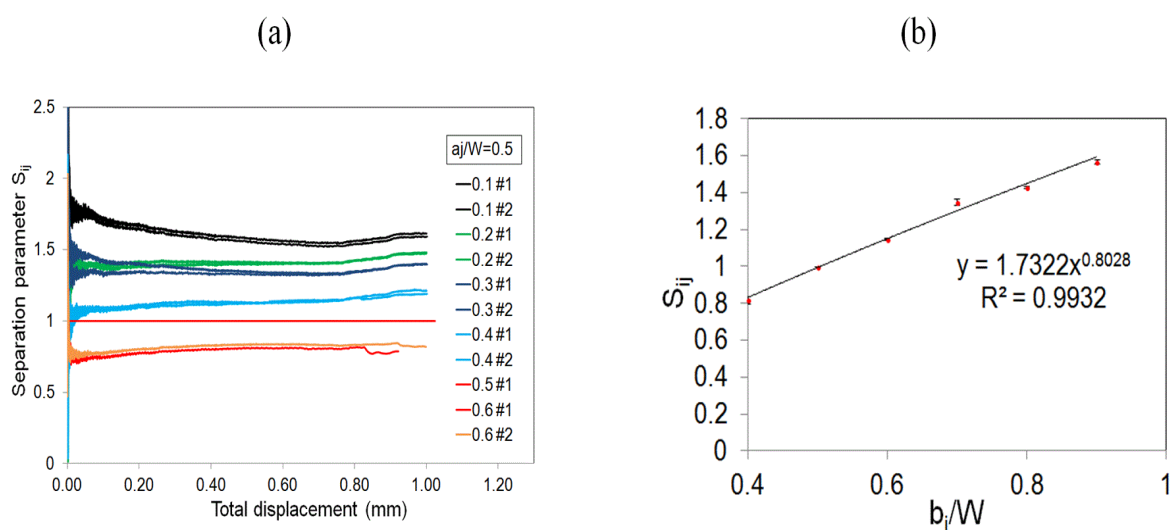 (a)
(b)
Separation parameter Sij
2.5
2
1.5
1
0.5
0
0.00 0.20 0.40 0.60 0.80 1.00 1.20
Total displacement (mm)
aj/W=0.5
0.1 #1
0.1 #2
0.2 #1
0.2 #2
0.3 #1
0.3 #2
0.4 #1
0.4 #2
0.5 #1
0.6 #1
0.6 #2
Sij
1.8
1.6
1.4
1.2
1
0.8
0.6
0.4
0.2
0
0.4 0.6 0.8 1
bi/W
y = 1.7322x^0.8028
R² = 0.9932